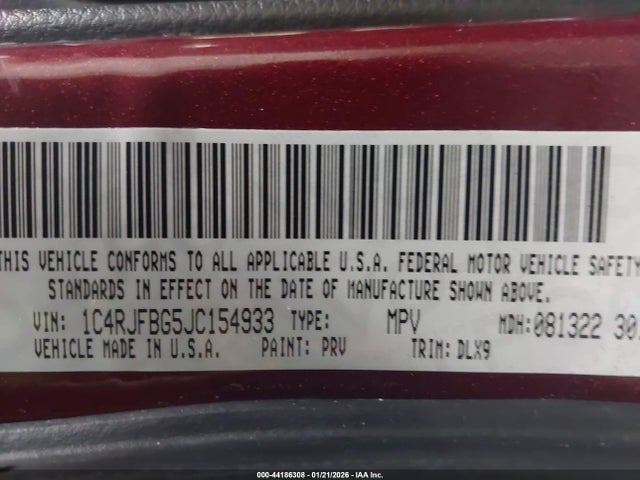 THIS VEHICLE CONFORMS TO ALL APPLICABLE U.S.A. FEDERAL MOTOR VEHICLE SAFETY
STANDARDS IN EFFECT ON THE DATE OF MANUFACTURE SHOWN ABOVE.
VIN: 1C4RJFBG5JC154933 TYPE: MPV MDH:081322 301
VEHICLE MADE IN U.S.A. PAINT: PRV TRIM: DLX9
000-44186308 - 01/21/2026 - IAA Inc.